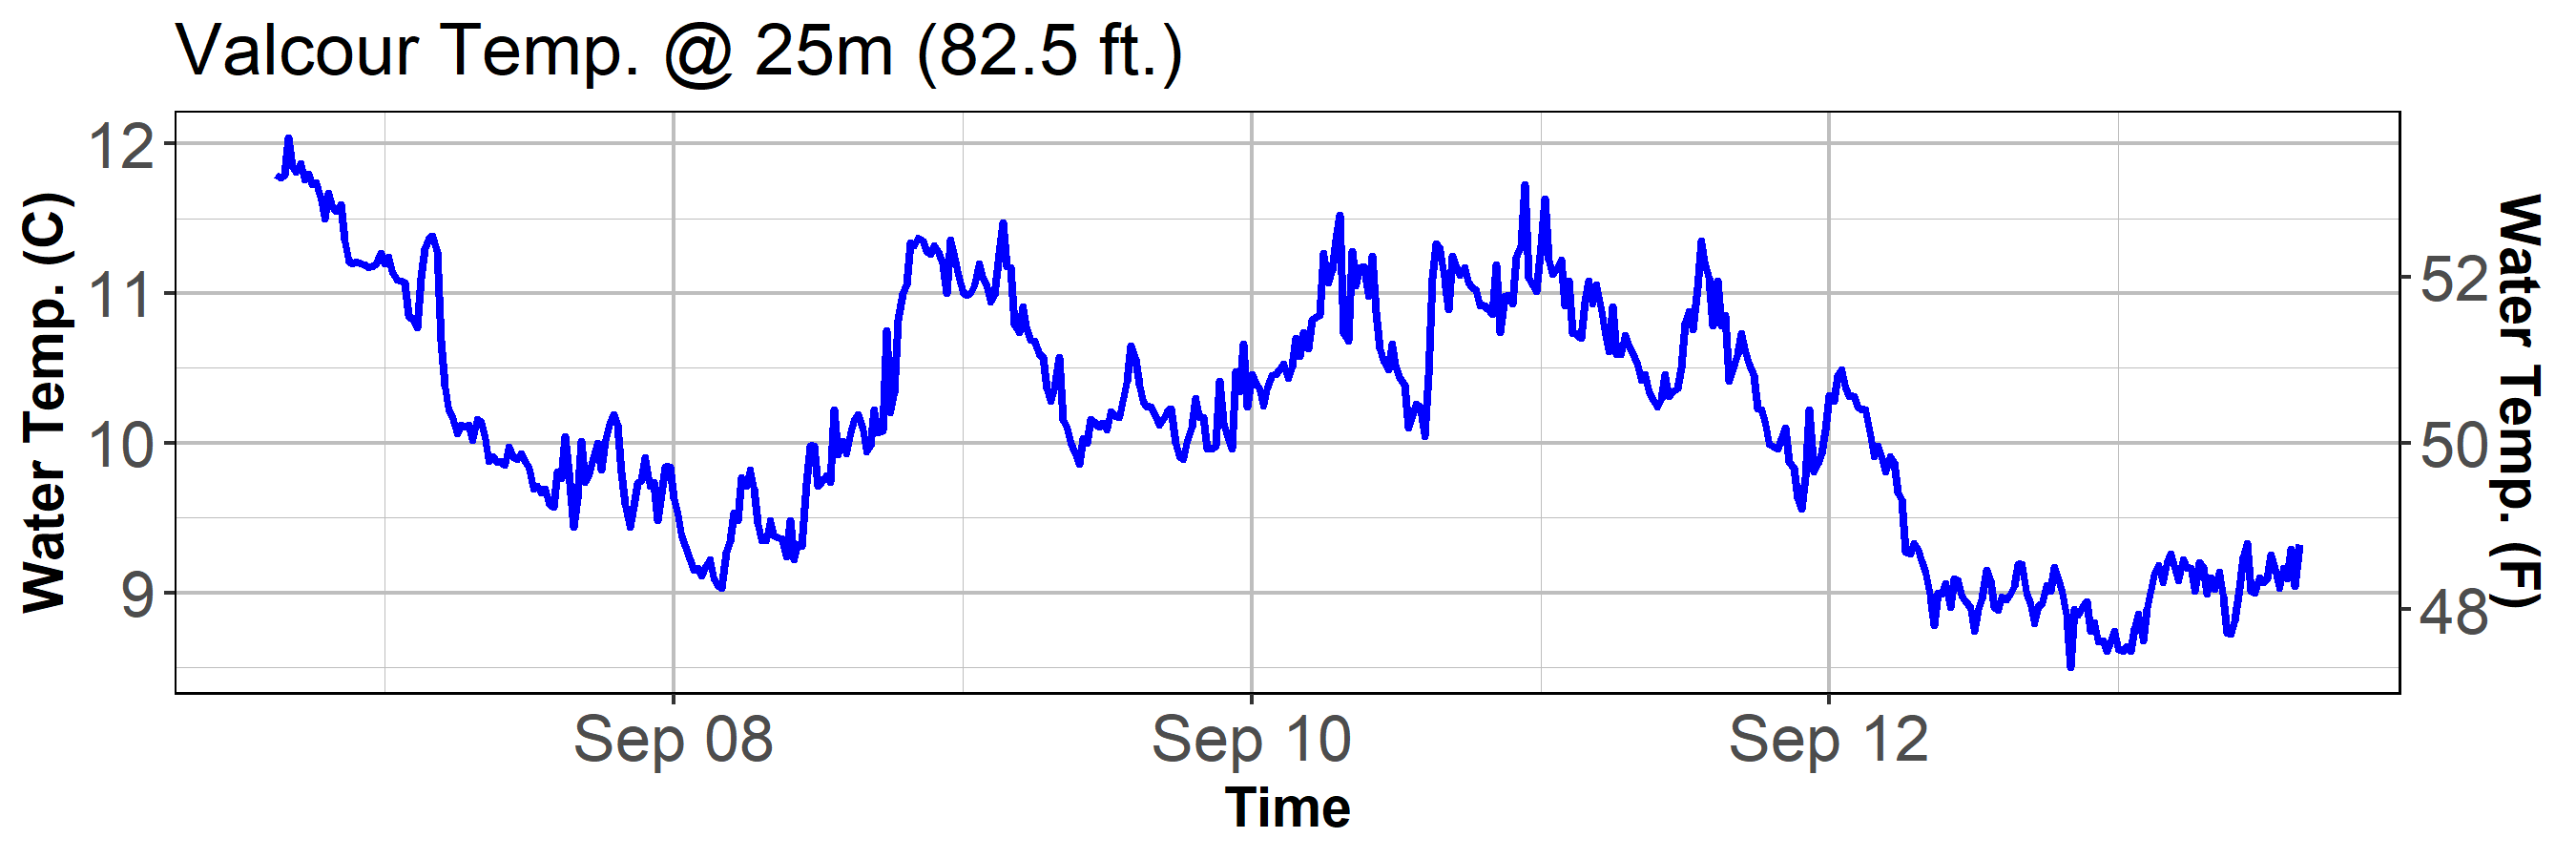 Valcour Temp. @ 25m (82.5 ft.)
Water Temp. (C)
12
11
10
9
52
50
48
Water Temp. (F)
Sep 08
Sep 10
Sep 12
Time